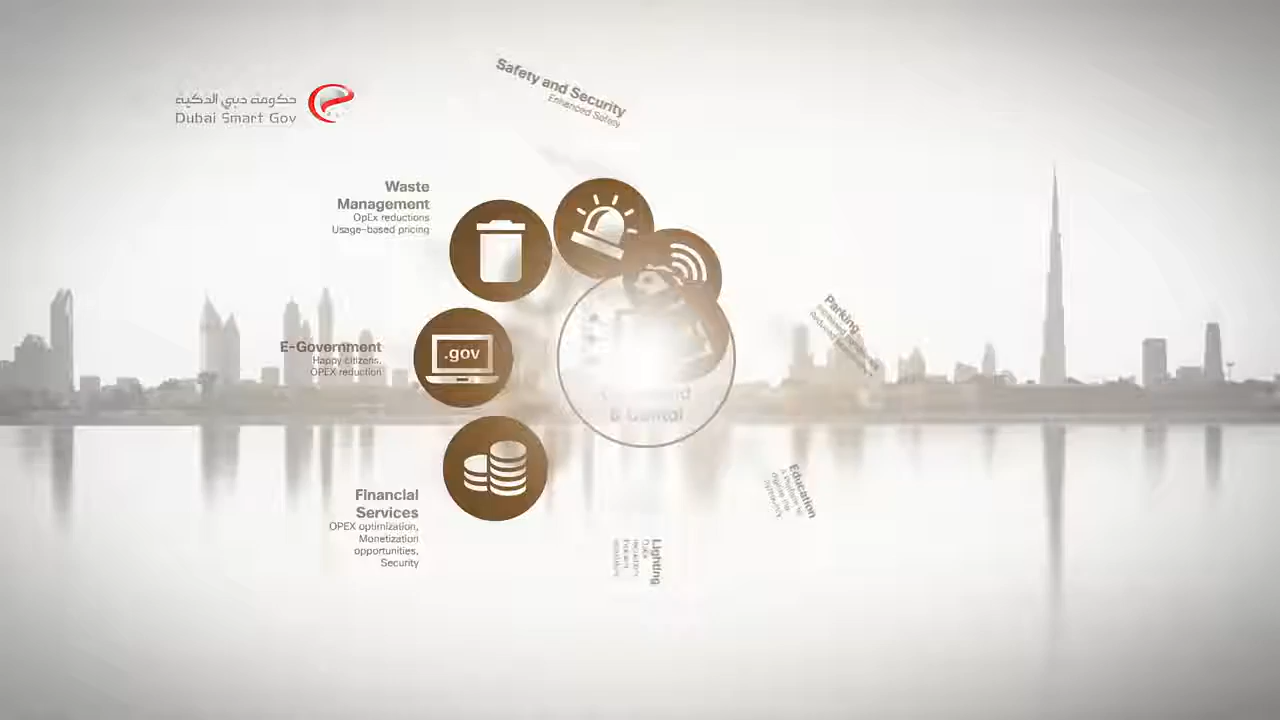 حكومة دبي الذكية
Dubai Smart Gov
Safety and Security
Enhanced Safety
Waste
Management
OpEx reductions
Usage-based pricing
E-Government
Happy citizens,
OPEX reduction
.gov
Financial
Services
OPEX optimization,
Monetization
opportunities,
Security
Parking
Education
Lighting